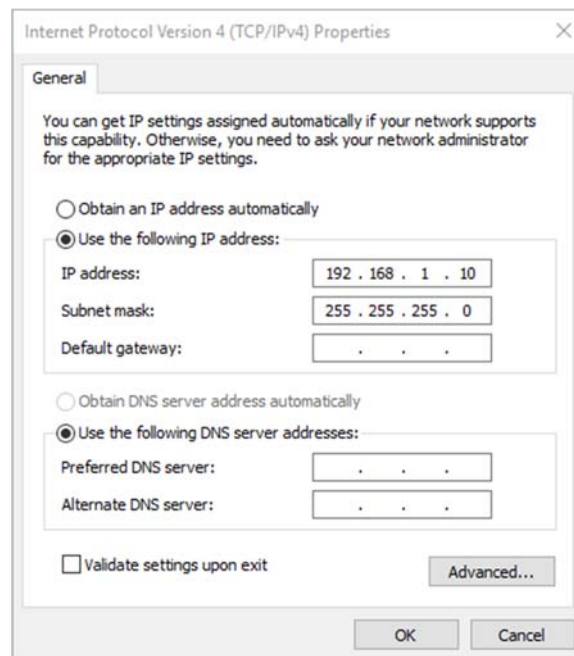 Internet Protocol Version 4 (TCP/IPv4) Properties
General
You can get IP settings assigned automatically if your network supports
this capability. Otherwise, you need to ask your network administrator
for the appropriate IP settings.
Obtain an IP address automatically
Use the following IP address:
IP address: 192 . 168 . 1 . 10
Subnet mask: 255 . 255 . 255 . 0
Default gateway: . . .
Obtain DNS server address automatically
Use the following DNS server addresses:
Preferred DNS server: . . .
Alternate DNS server: . . .
Validate settings upon exit
Advanced...
OK Cancel